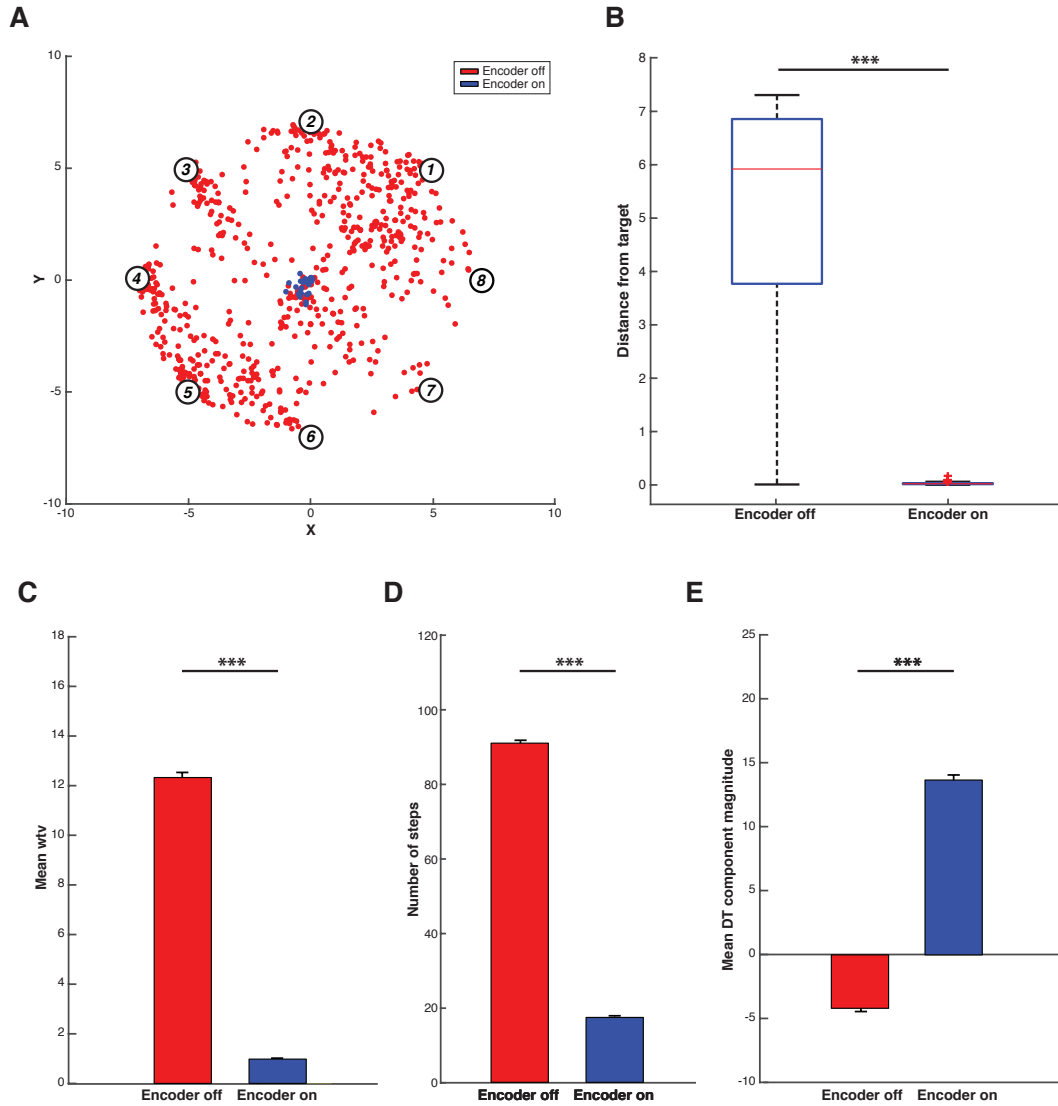 A
10
5
0
-5
-10
-10
-5
0
5
10
X
Y
Encoder off
Encoder on
1
2
3
4
5
6
7
8
B
8
7
6
5
4
3
2
1
0
Distance from target
***
Encoder off
Encoder on
C
18
16
14
12
10
8
6
4
2
0
Mean wtv
***
Encoder off
Encoder on
D
120
100
80
60
40
20
0
Number of steps
***
Encoder off
Encoder on
E
25
20
15
10
5
0
-5
-10
Mean DT component magnitude
***
Encoder off
Encoder on